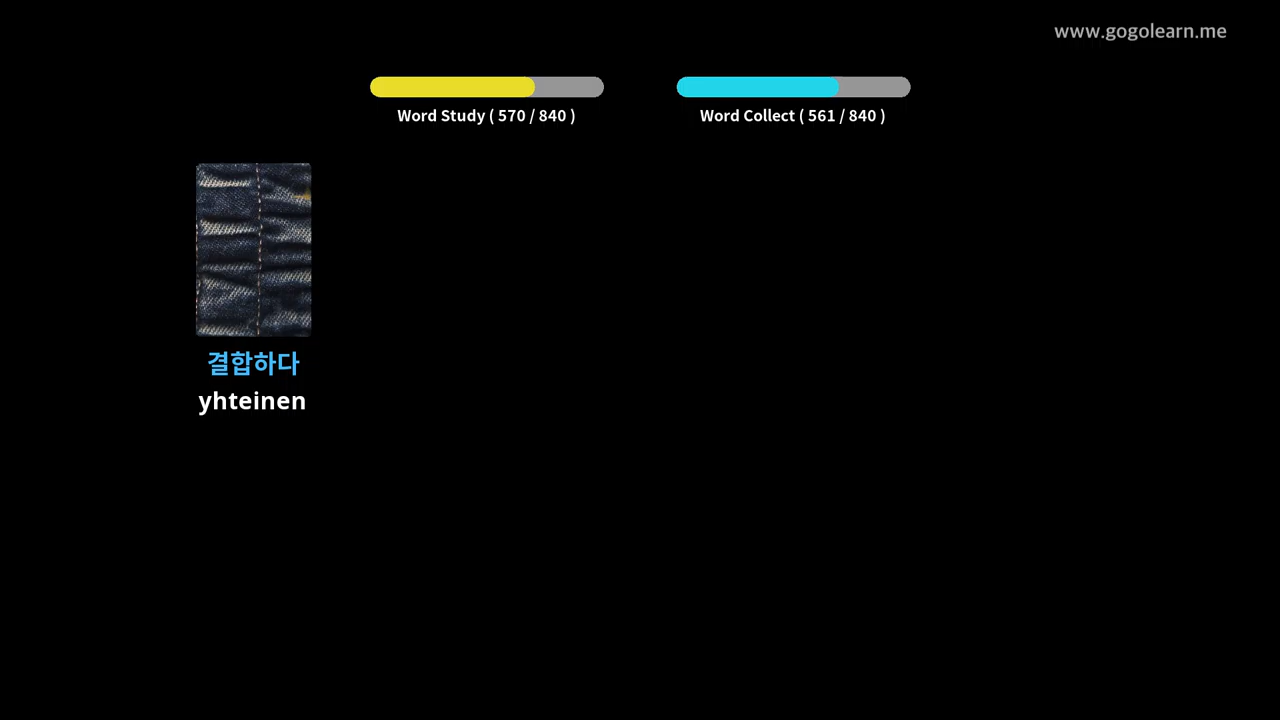 www.gogolearn.me
Word Study ( 570 / 840 )
Word Collect ( 561 / 840 )
결합하다
yhteinen